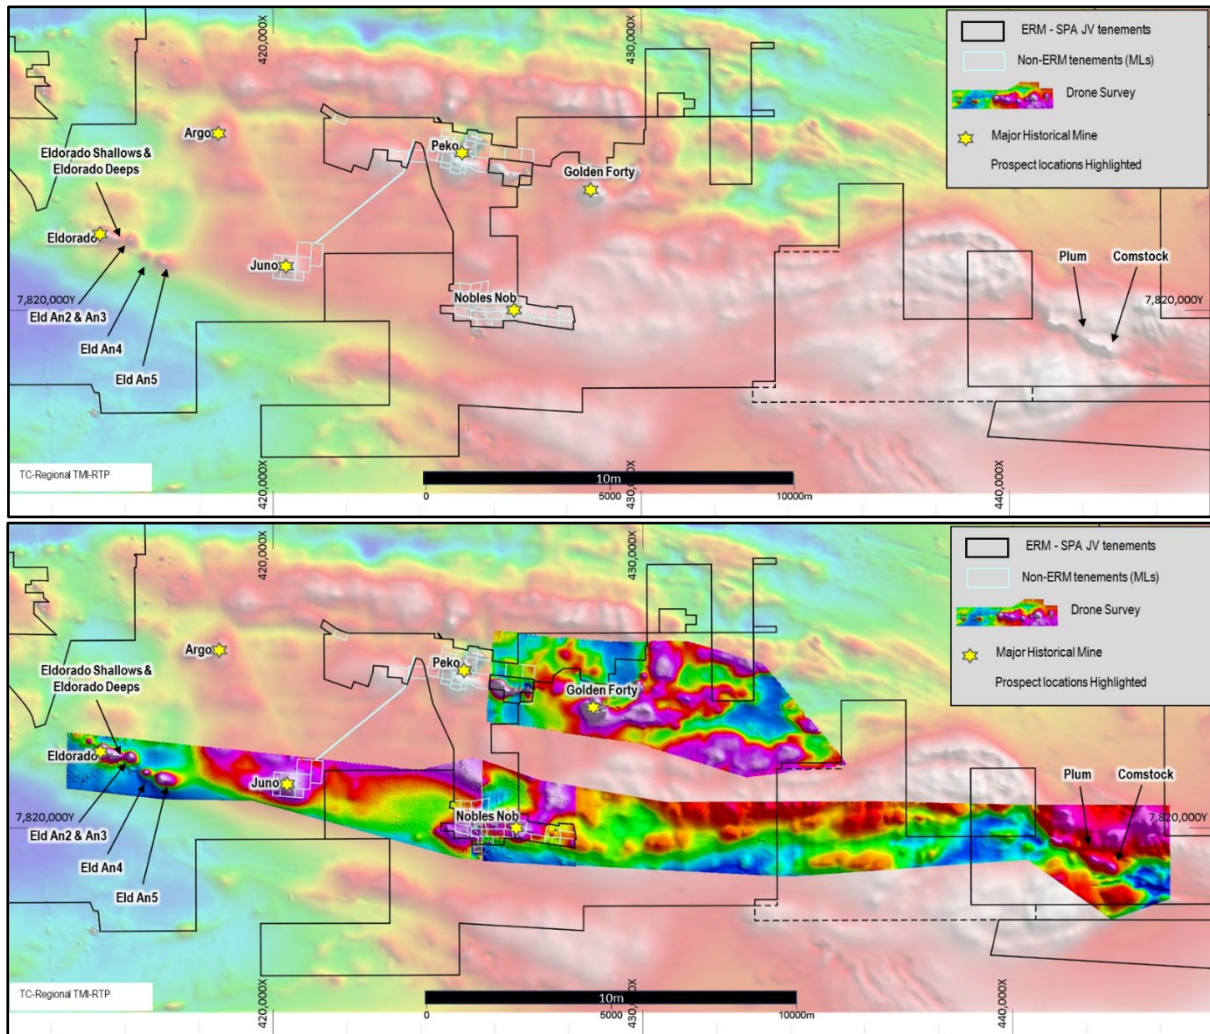 420,000X
430,000X
ERM - SPA JV tenements
Non-ERM tenements (MLs)
Drone Survey
Major Historical Mine
Prospect locations Highlighted
Argo
Peko
Eldorado Shallows &
Eldorado Deeps
Golden Forty
Eldorado
Juno
Plum
Comstock
7,820,000Y
Nobles Nob
7,820,000Y
Eld An2 & An3
Eld An4
Eld An5
TC-Regional TMI-RTP
420,000X
10m
430,000X
440,000X
0
5000
10000m
420,000X
430,000X
ERM - SPA JV tenements
Non-ERM tenements (MLs)
Drone Survey
Major Historical Mine
Prospect locations Highlighted
Argo
Peko
Eldorado Shallows &
Eldorado Deeps
Golden Forty
Eldorado
Juno
Plum
Comstock
7,820,000Y
Nobles Nob
7,820,000Y
Eld An2 & An3
Eld An4
Eld An5
TC-Regional TMI-RTP
420,000X
10m
430,000X
440,000X
0
5000
10000m